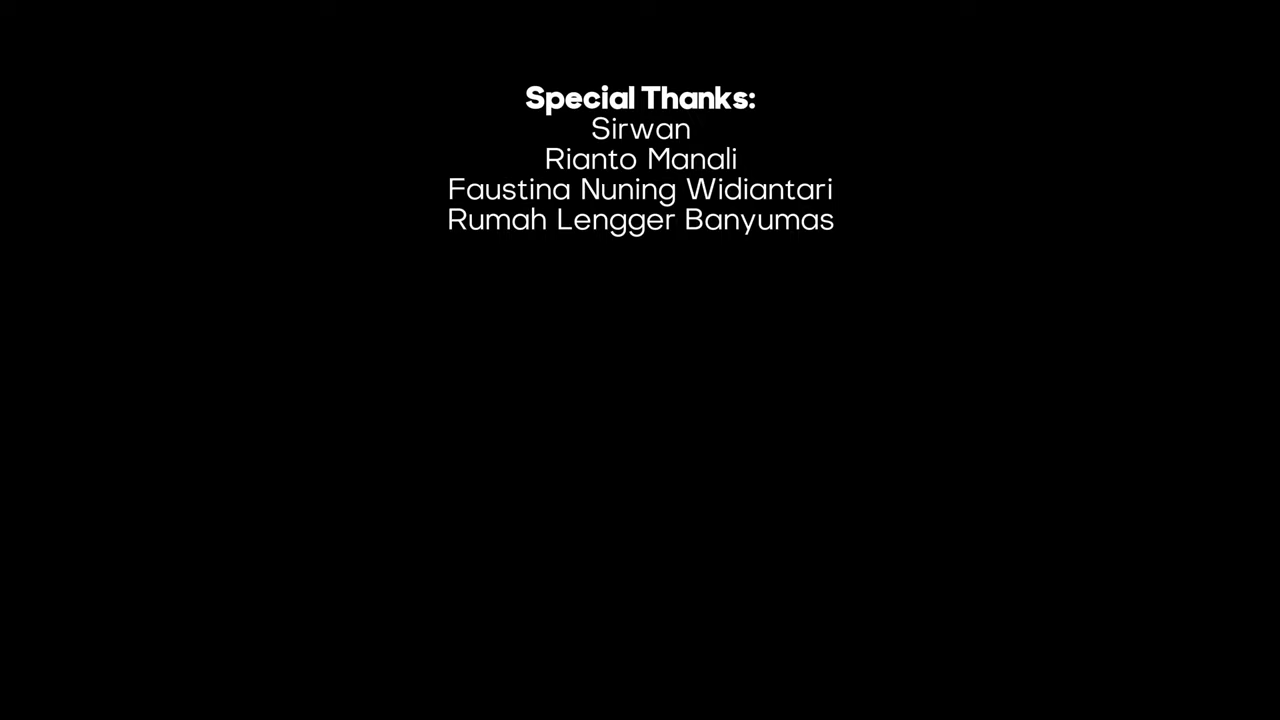 Special Thanks:
Sirwan
Rianto Manali
Faustina Nuning Widiantari
Rumah Lengger Banyumas